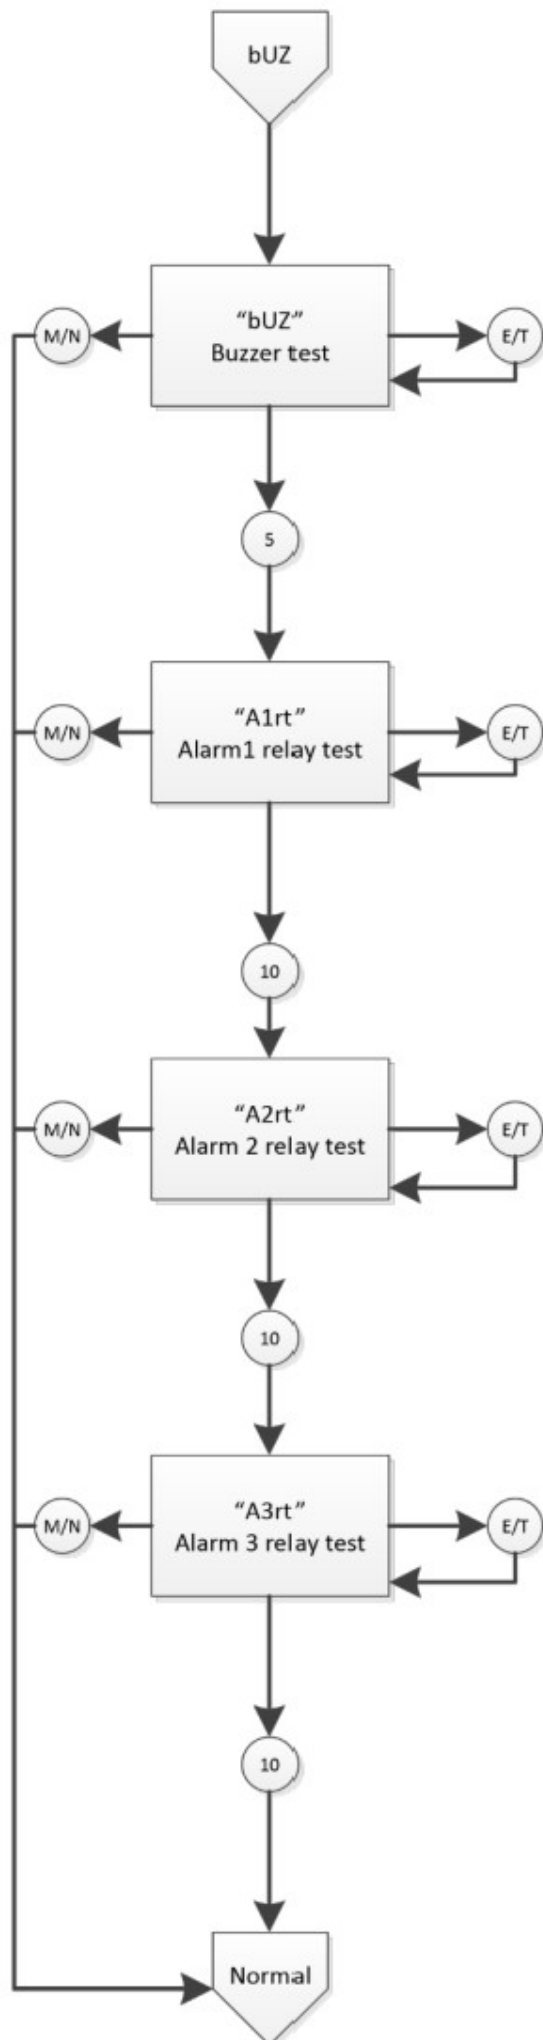 bUZ
“bUZ”
Buzzer test
M/N
E/T
5
“A1rt”
Alarm1 relay test
M/N
E/T
10
“A2rt”
Alarm 2 relay test
M/N
E/T
10
“A3rt”
Alarm 3 relay test
M/N
E/T
10
Normal